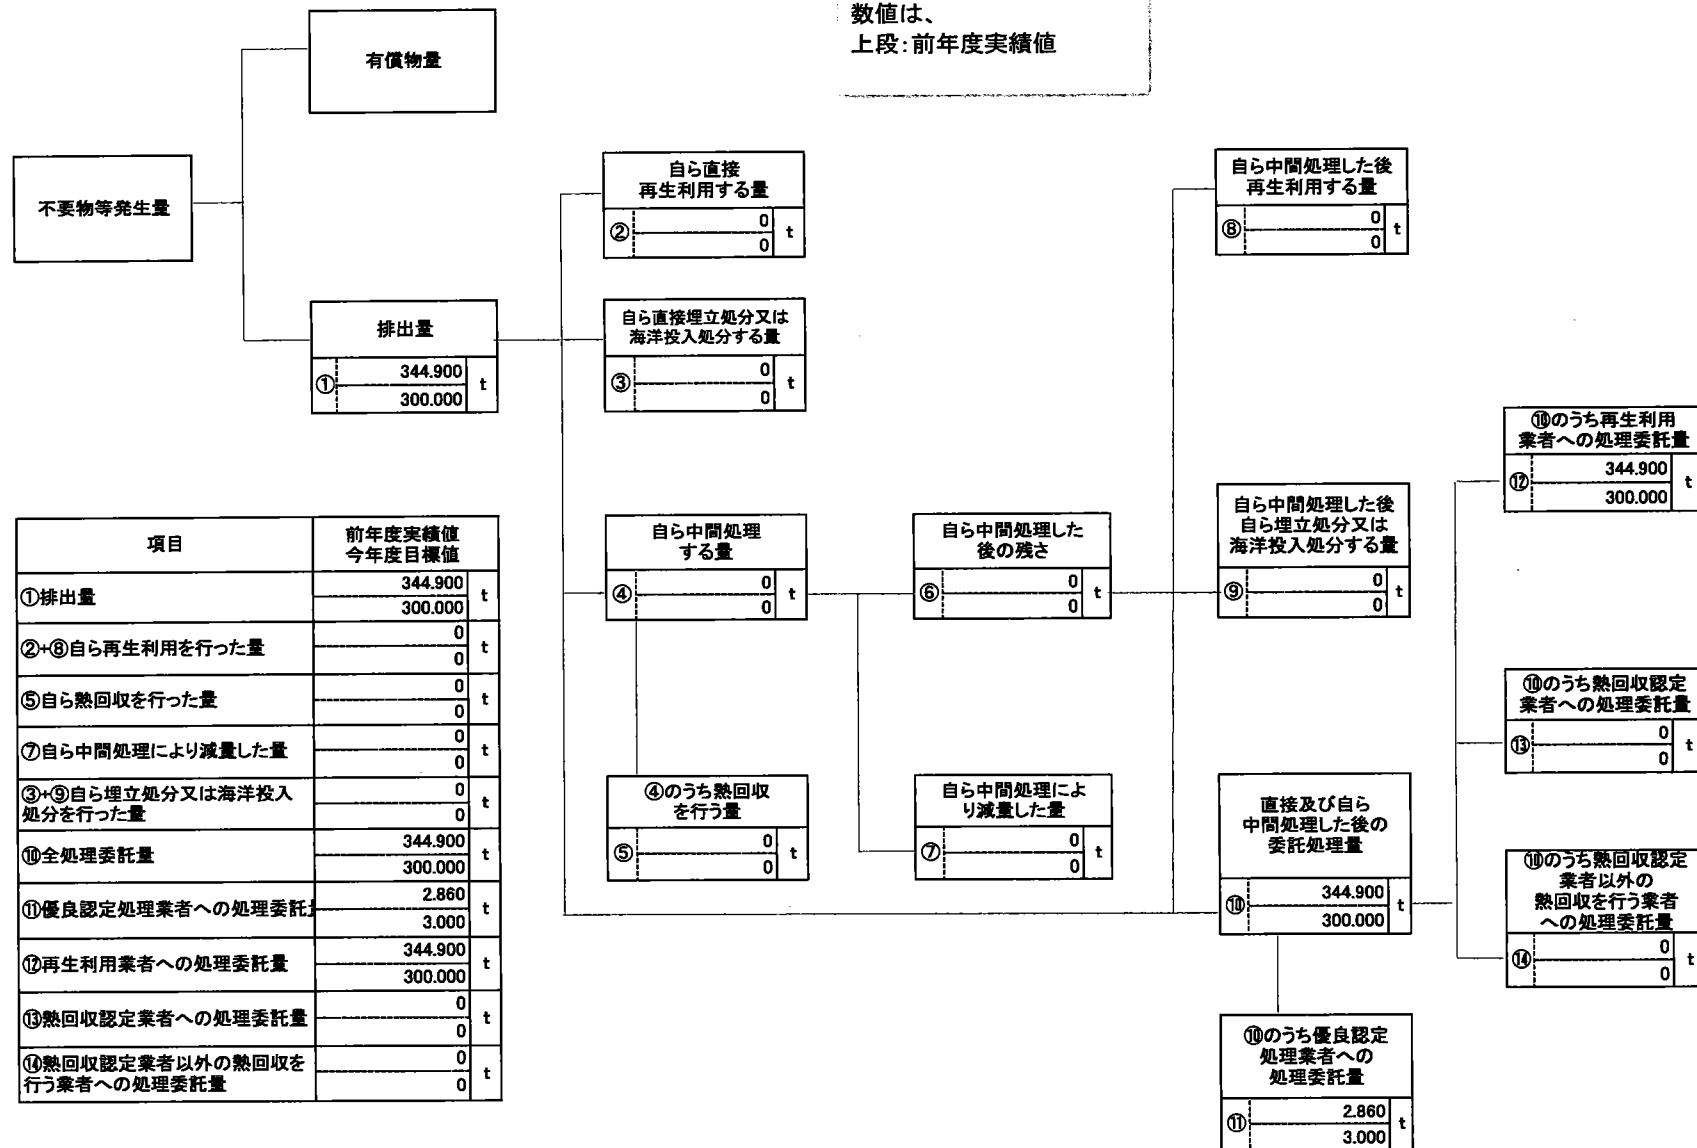 数値は、
上段:前年度実績値
有償物量
不要物等発生量
排出量
①
344.900
300.000
t
自ら直接
再生利用する量
②
0
0
t
自ら直接埋立処分又は
海洋投入処分する量
③
0
0
t
自ら中間処理
する量
④
0
0
t
④のうち熱回収
を行う量
⑤
0
0
t
自ら中間処理した
後の残さ
⑥
0
0
t
自ら中間処理によ
り減量した量
⑦
0
0
t
自ら中間処理した後
再生利用する量
⑧
0
0
t
自ら中間処理した後
自ら埋立処分又は
海洋投入処分する量
⑨
0
0
t
直接及び自ら
中間処理した後の
委託処理量
⑩
344.900
300.000
t
⑩のうち優良認定
処理業者への
処理委託量
⑪
2.860
3.000
t
⑩のうち再生利用
業者への処理委託量
⑫
344.900
300.000
t
⑩のうち熱回収認定
業者への処理委託量
⑬
0
0
t
⑩のうち熱回収認定
業者以外の
熱回収を行う業者
への処理委託量
⑭
0
0
t
項目
前年度実績値
今年度目標値
①排出量
344.900
300.000
t
②+⑧自ら再生利用を行った量
0
0
t
⑤自ら熱回収を行った量
0
0
t
⑦自ら中間処理により減量した量
0
0
t
③+⑨自ら埋立処分又は海洋投入
処分を行った量
0
0
t
⑩全処理委託量
344.900
300.000
t
⑪優良認定処理業者への処理委託
2.860
3.000
t
⑫再生利用業者への処理委託量
344.900
300.000
t
⑬熱回収認定業者への処理委託量
0
0
t
⑭熱回収認定業者以外の熱回収を
行う業者への処理委託量
0
0
t